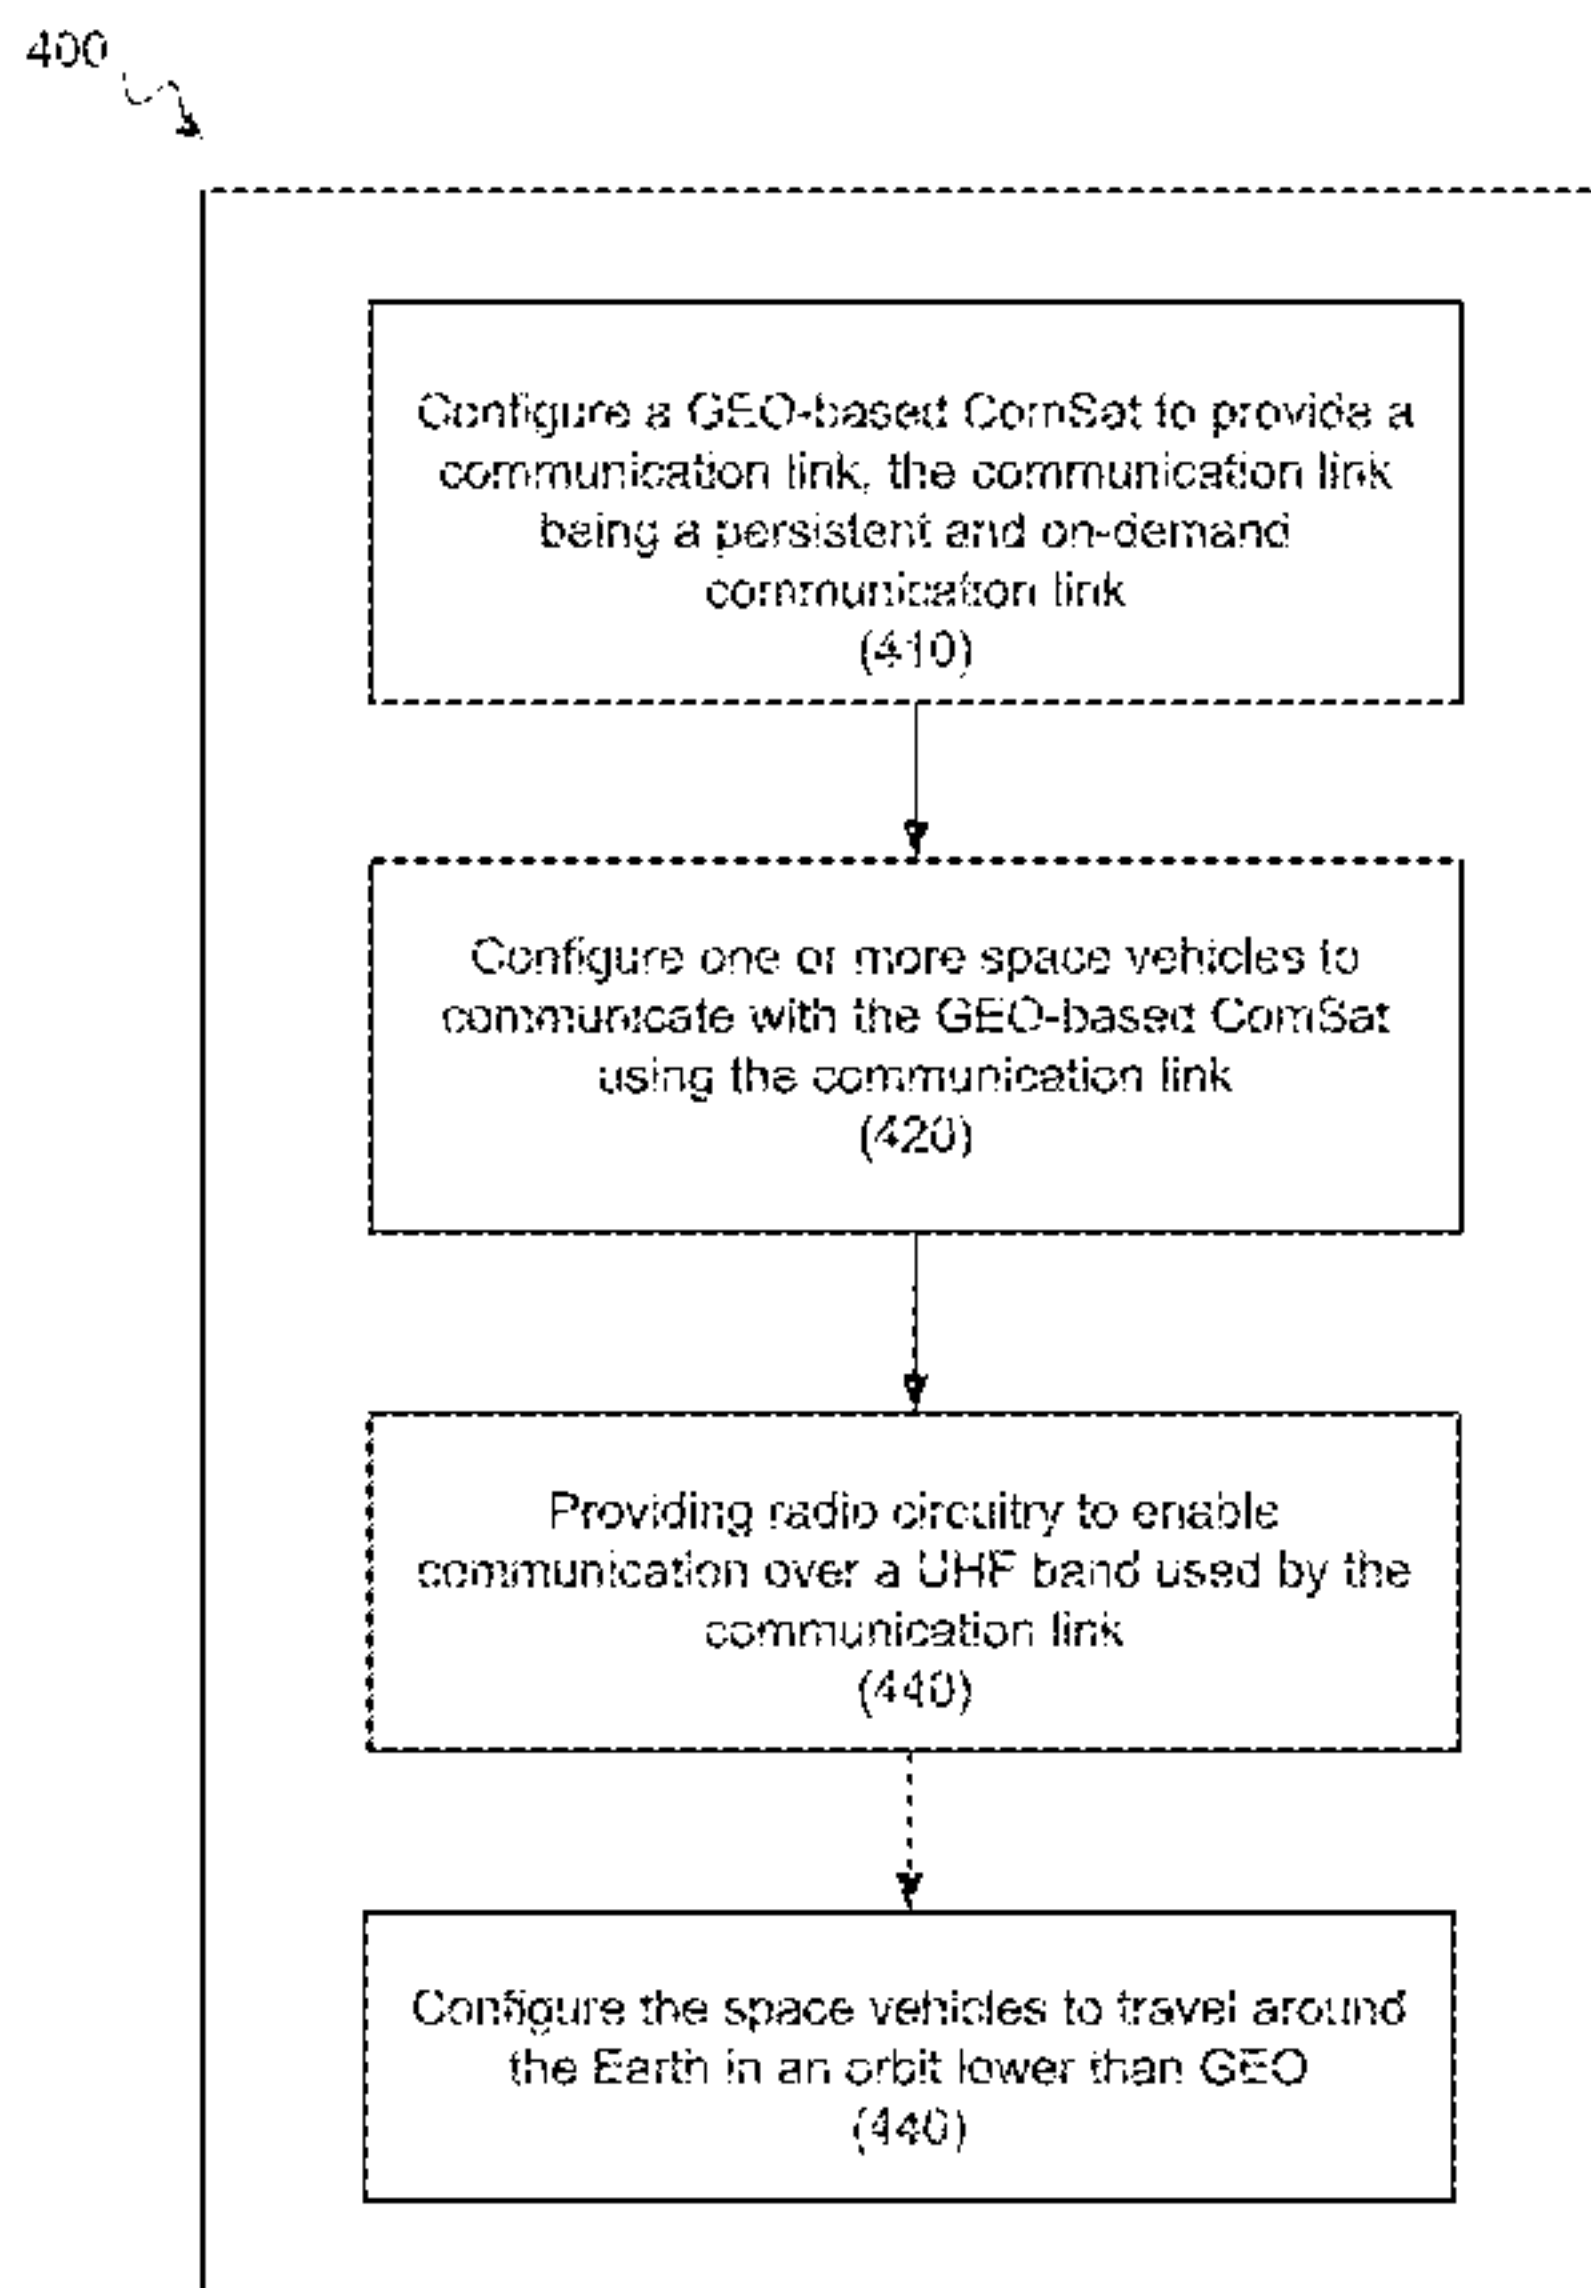 400
Configure a GEO-based ComSat to provide a
communication link, the communication link
being a persistent and on-demand
communication link
(410)
Configure one or more space vehicles to
communicate with the GEO-based ComSat
using the communication link
(420)
Providing radio circuitry to enable
communication over a UHF band used by the
communication link
(440)
Configure the space vehicles to travel around
the Earth in an orbit lower than GEO
(440)